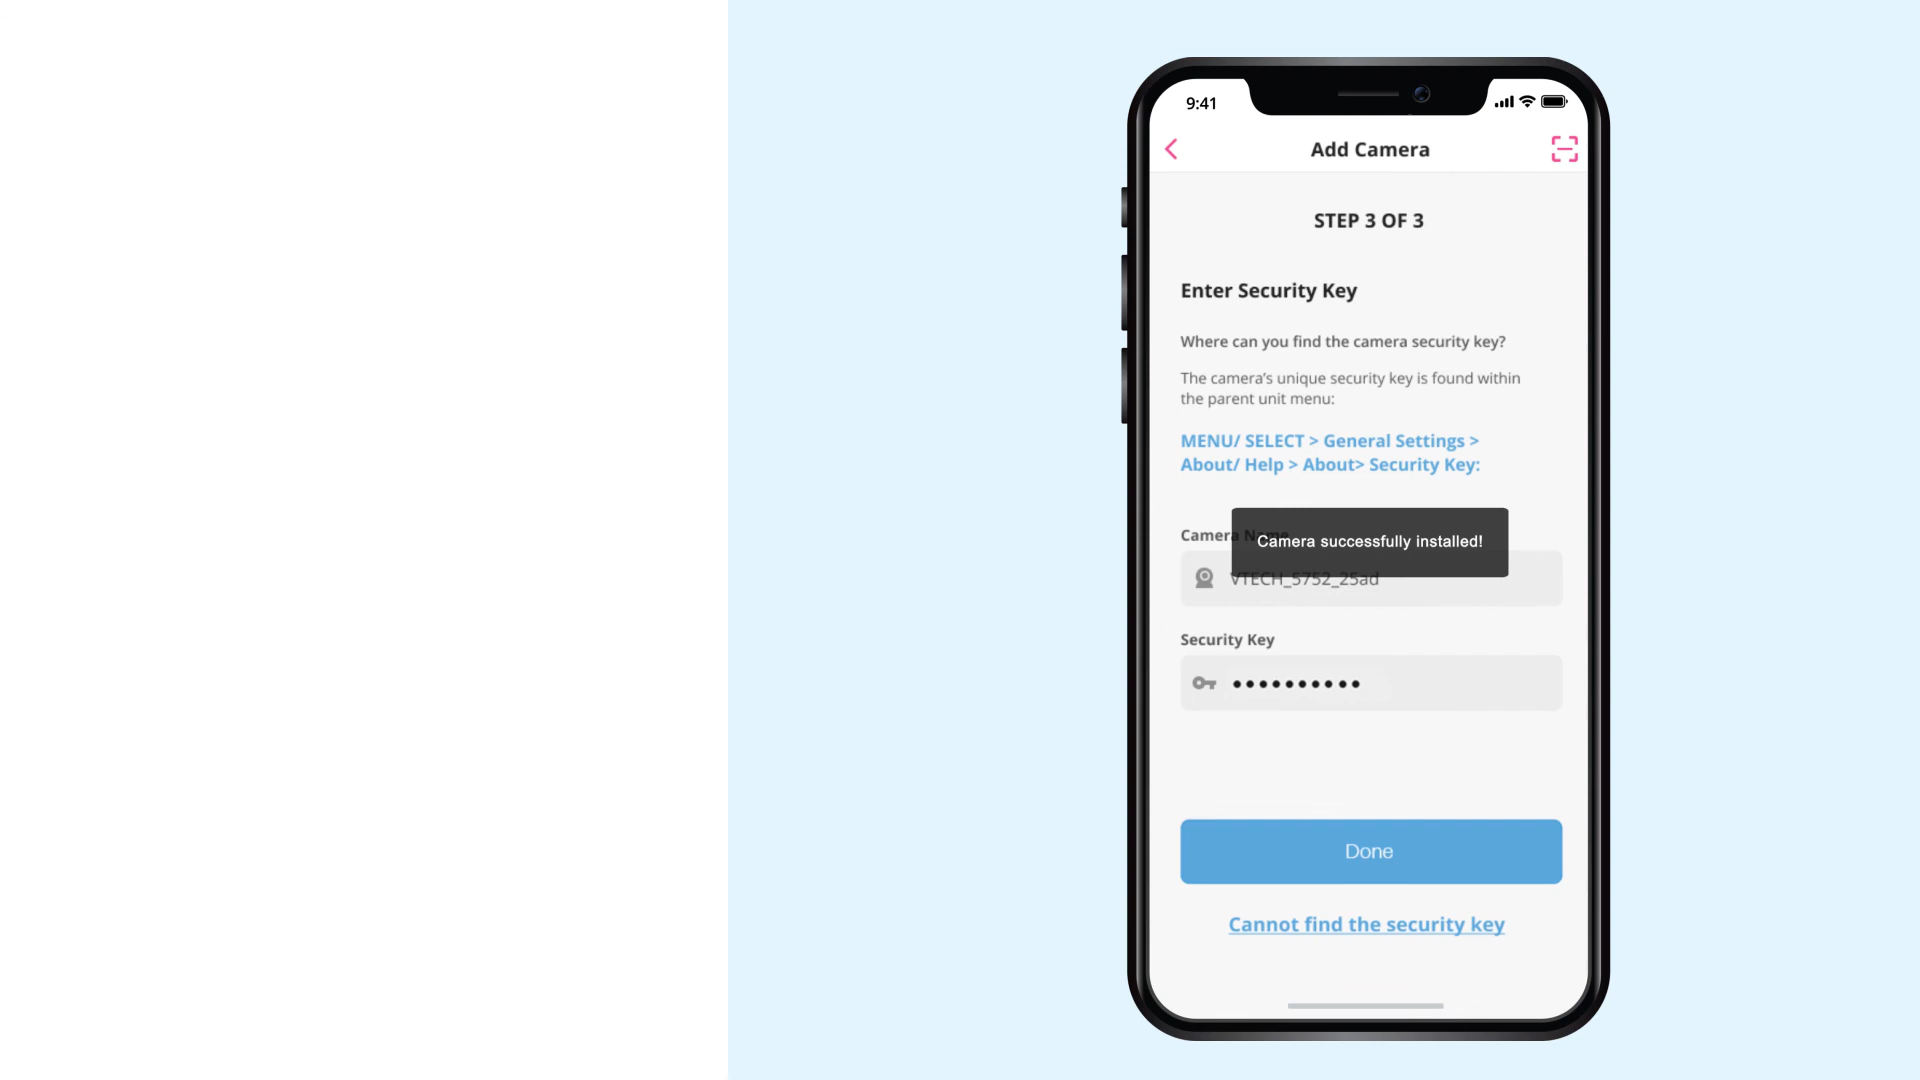 9:41
Add Camera
STEP 3 OF 3
Enter Security Key
Where can you find the camera security key?
The camera's unique security key is found within
the parent unit menu:
MENU/ SELECT > General Settings >
About/ Help > About> Security Key:
Camera Name
Camera successfully installed!
VTECH_5752_25ad
Security Key
Done
Cannot find the security key